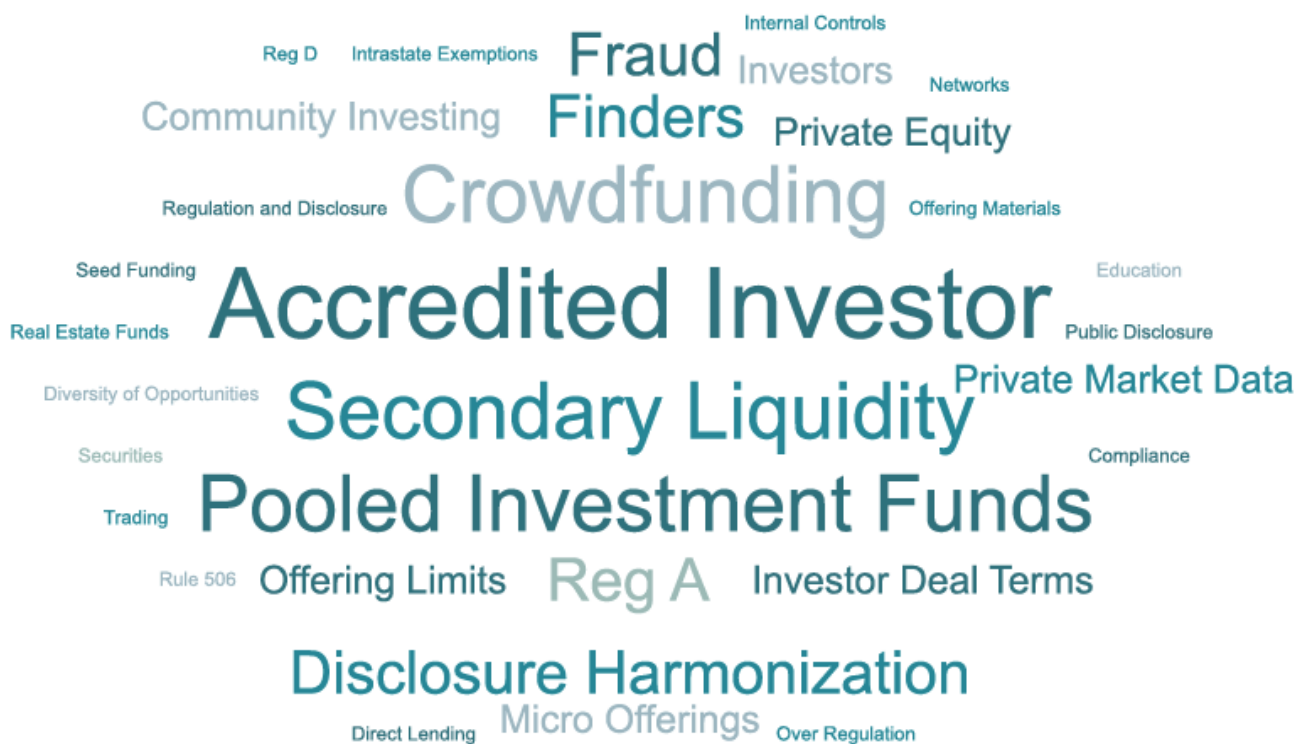 Internal Controls
Reg D Intrastate Exemptions Fraud Investors
Networks
Community Investing Finders Private Equity
Regulation and Disclosure Crowdfunding Offering Materials
Seed Funding Accredited Investor Education
Real Estate Funds Public Disclosure
Diversity of Opportunities Secondary Liquidity Private Market Data
Securities Compliance
Trading Pooled Investment Funds
Rule 506 Offering Limits Reg A Investor Deal Terms
Disclosure Harmonization
Direct Lending Micro Offerings Over Regulation